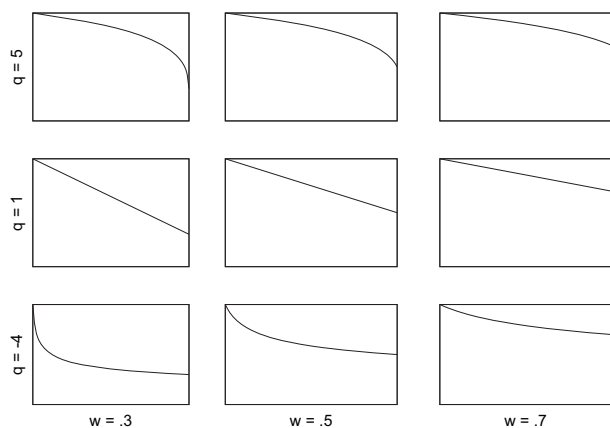 q = 5
q = 1
q = -4
w = .3
w = .5
w = .7